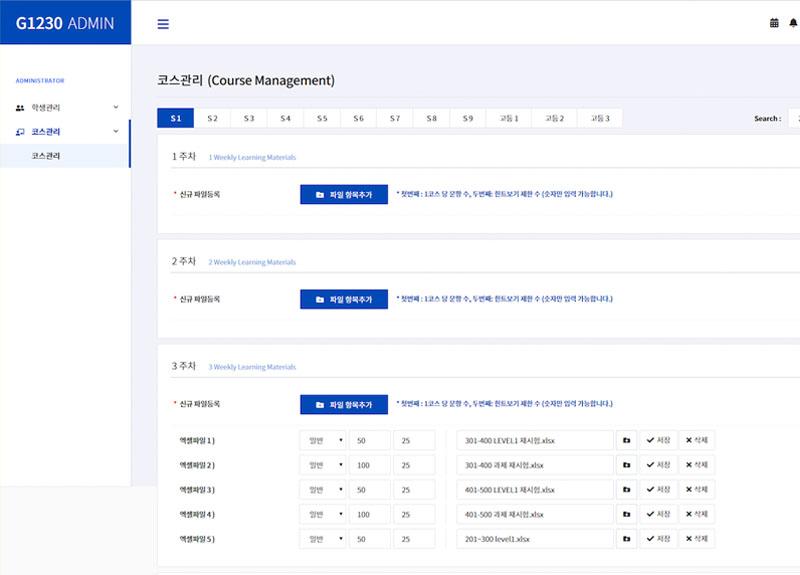 G1230 ADMIN
ADMINISTRATOR
학생관리
코스관리
코스관리
코스관리 (Course Management)
S 1 S 2 S 3 S 4 S 5 S 6 S 7 S 8 S 9 고등 1 고등 2 고등 3 Search :
1 주차 1 Weekly Learning Materials
* 신규 파일등록 파일 항목추가 * 첫번째 : 1코스 당 문항 수, 두번째: 힌트보기 제한 수 (숫자만 입력 가능합니다.)
2 주차 2 Weekly Learning Materials
* 신규 파일등록 파일 항목추가 * 첫번째 : 1코스 당 문항 수, 두번째: 힌트보기 제한 수 (숫자만 입력 가능합니다.)
3 주차 3 Weekly Learning Materials
* 신규 파일등록 파일 항목추가 * 첫번째 : 1코스 당 문항 수, 두번째: 힌트보기 제한 수 (숫자만 입력 가능합니다.)
엑셀파일 1 ) 일반 50 25 301-400 LEVEL1 재시험.xlsx 저장 삭제
엑셀파일 2 ) 일반 100 25 301-400 과제 재시험.xlsx 저장 삭제
엑셀파일 3 ) 일반 50 25 401-500 LEVEL1 재시험.xlsx 저장 삭제
엑셀파일 4 ) 일반 100 25 401-500 과제 재시험.xlsx 저장 삭제
엑셀파일 5 ) 일반 50 25 201~300 level1.xlsx 저장 삭제